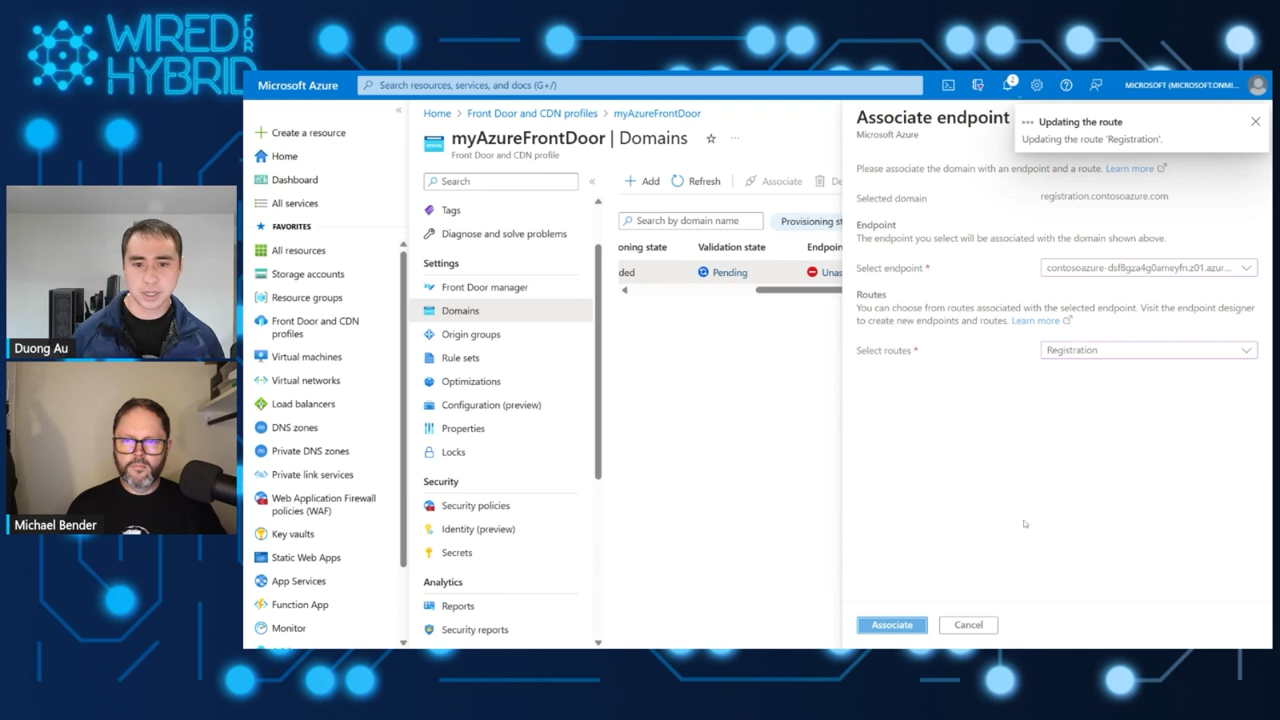 WIRED FOR
HYBRID
Microsoft Azure
Search resources, services, and docs (G+/)
2
MICROSOFT (MICROSOFT.ONMI...
Create a resource
Home
Dashboard
All services
FAVORITES
All resources
Storage accounts
Resource groups
Front Door and CDN
profiles
Virtual machines
Virtual networks
Load balancers
DNS zones
Private DNS zones
Private link services
Web Application Firewall
policies (WAF)
Key vaults
Static Web Apps
App Services
Function App
Monitor
Home > Front Door and CDN profiles > myAzureFrontDoor
myAzureFrontDoor | Domains
Front Door and CDN profile
Search
Tags
Diagnose and solve problems
Settings
Front Door manager
Domains
Origin groups
Rule sets
Optimizations
Configuration (preview)
Properties
Locks
Security
Security policies
Identity (preview)
Secrets
Analytics
Reports
Security reports
Add Refresh Associate De
Search by domain name Provisioning st
oning state Validation state Endpoin
ded Pending Unas
Associate endpoint
Microsoft Azure
Updating the route
Updating the route 'Registration'.
Please associate the domain with an endpoint and a route. Learn more
Selected domain registration.contosoazure.com
Endpoint
The endpoint you select will be associated with the domain shown above.
Select endpoint * contosoazure-dsf8gza4g0ameyfn.z01.azur...
Routes
You can choose from routes associated with the selected endpoint. Visit the endpoint designer
to create new endpoints and routes. Learn more
Select routes * Registration
Associate Cancel
Duong Au
Michael Bender